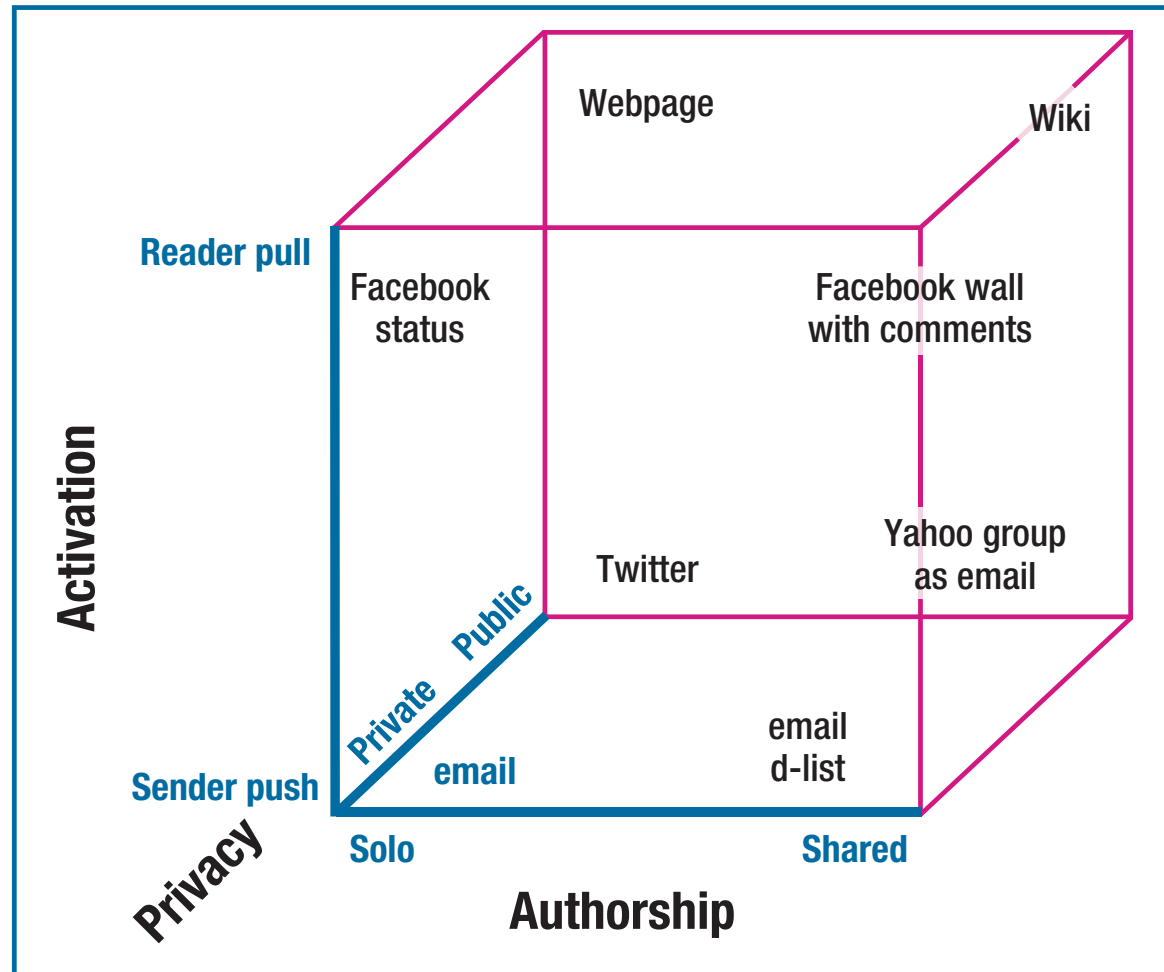 Webpage
Wiki
Reader pull
Facebook
status
Facebook wall
with comments
Activation
Twitter
Yahoo group
as email
Public
Private
email
email
d-list
Sender push
Solo
Shared
Privacy
Authorship